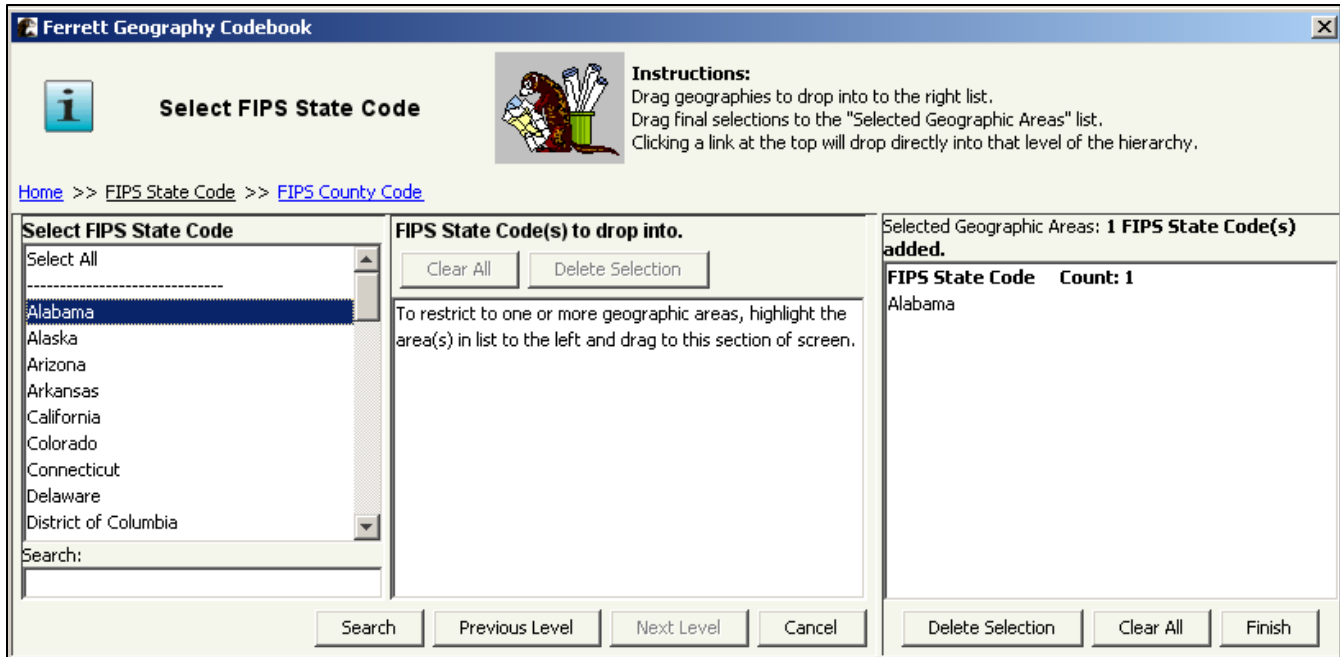 Ferrett Geography Codebook
i
Select FIPS State Code
Instructions:
Drag geographies to drop into to the right list.
Drag final selections to the "Selected Geographic Areas" list.
Clicking a link at the top will drop directly into that level of the hierarchy.
Home >> FIPS State Code >> FIPS County Code
Select FIPS State Code
Select All
------------------------------
Alabama
Alaska
Arizona
Arkansas
California
Colorado
Connecticut
Delaware
District of Columbia
Search:
FIPS State Code(s) to drop into.
Clear All
Delete Selection
To restrict to one or more geographic areas, highlight the
area(s) in list to the left and drag to this section of screen.
Search
Previous Level
Next Level
Cancel
Selected Geographic Areas: 1 FIPS State Code(s)
added.
FIPS State Code Count: 1
Alabama
Delete Selection
Clear All
Finish